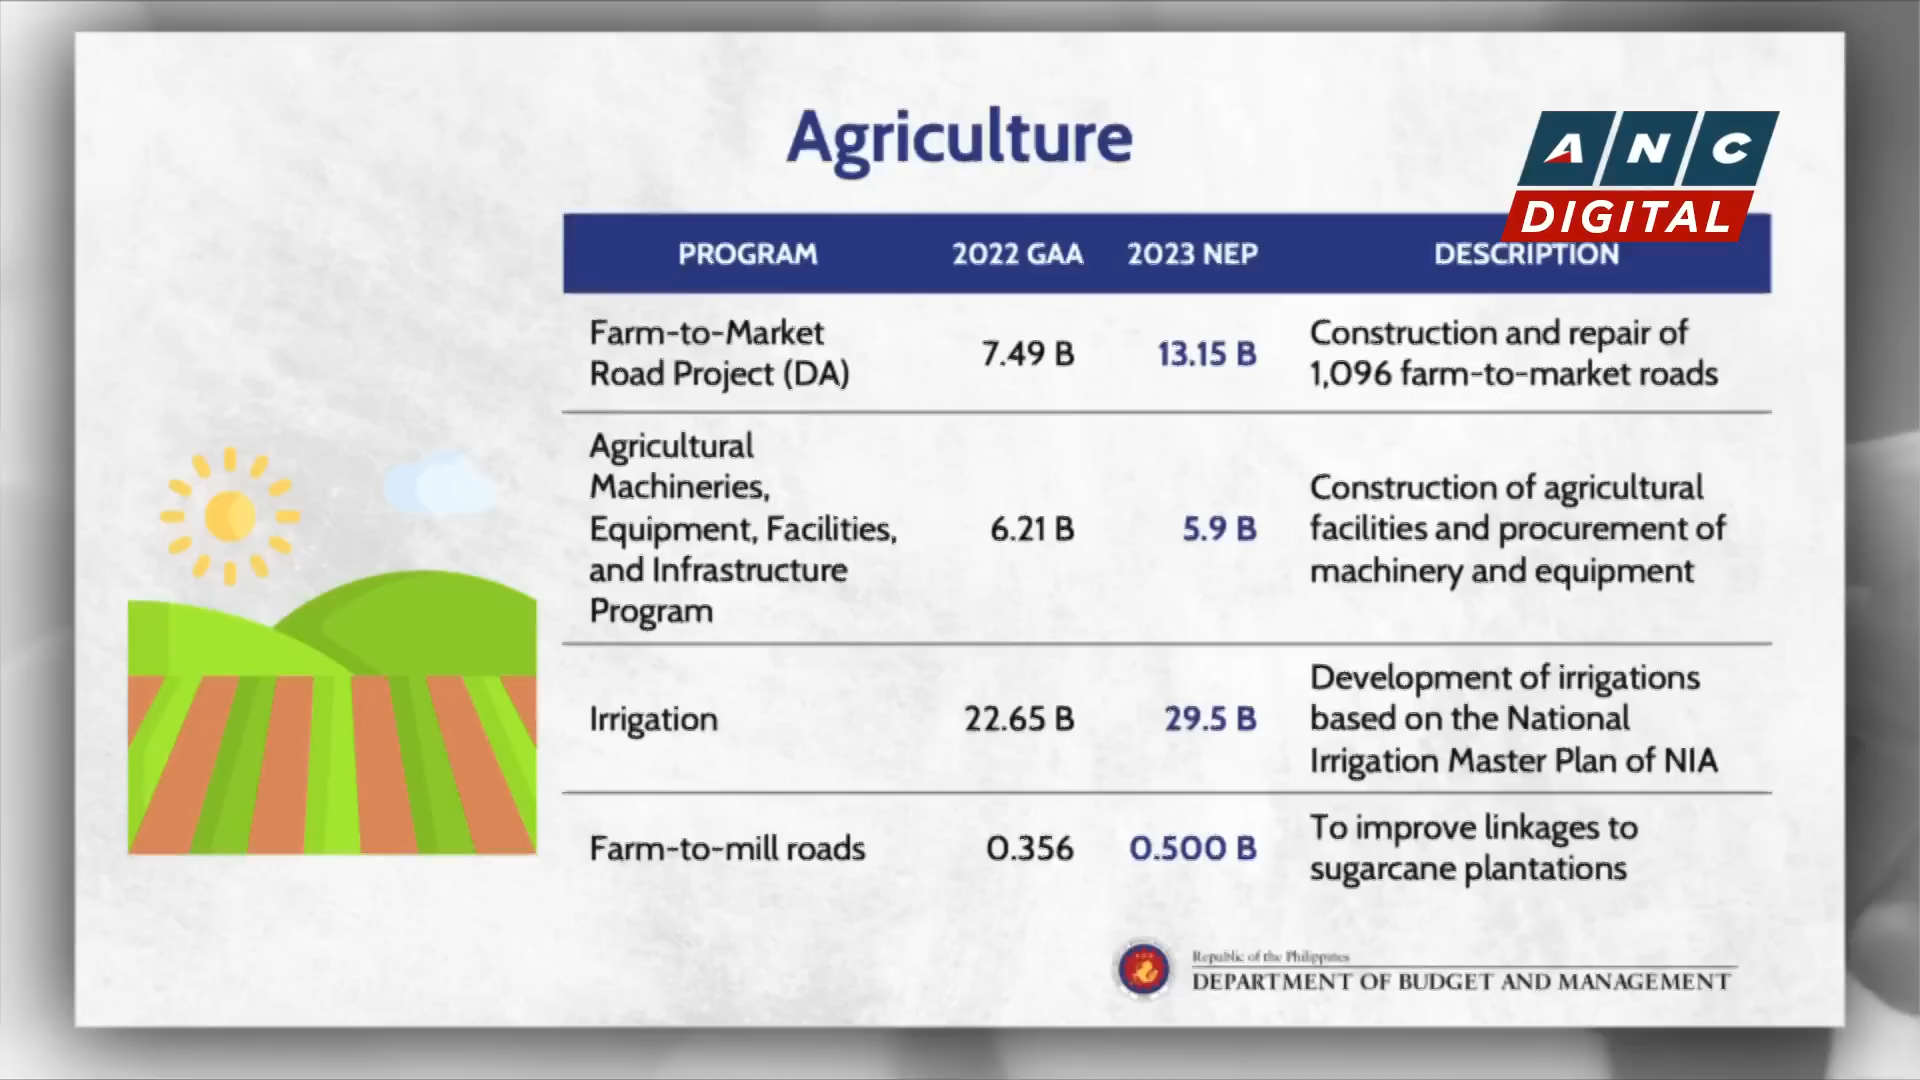 Agriculture
ANC
DIGITAL
PROGRAM 2022 GAA 2023 NEP DESCRIPTION
Farm-to-Market
Road Project (DA)
7.49 B
13.15 B
Construction and repair of
1,096 farm-to-market roads
Agricultural
Machineries,
Equipment, Facilities,
and Infrastructure
Program
6.21 B
5.9 B
Construction of agricultural
facilities and procurement of
machinery and equipment
Irrigation
22.65 B
29.5 B
Development of irrigations
based on the National
Irrigation Master Plan of NIA
Farm-to-mill roads
0.356
0.500 B
To improve linkages to
sugarcane plantations
Republic of the Philippines
DEPARTMENT OF BUDGET AND MANAGEMENT